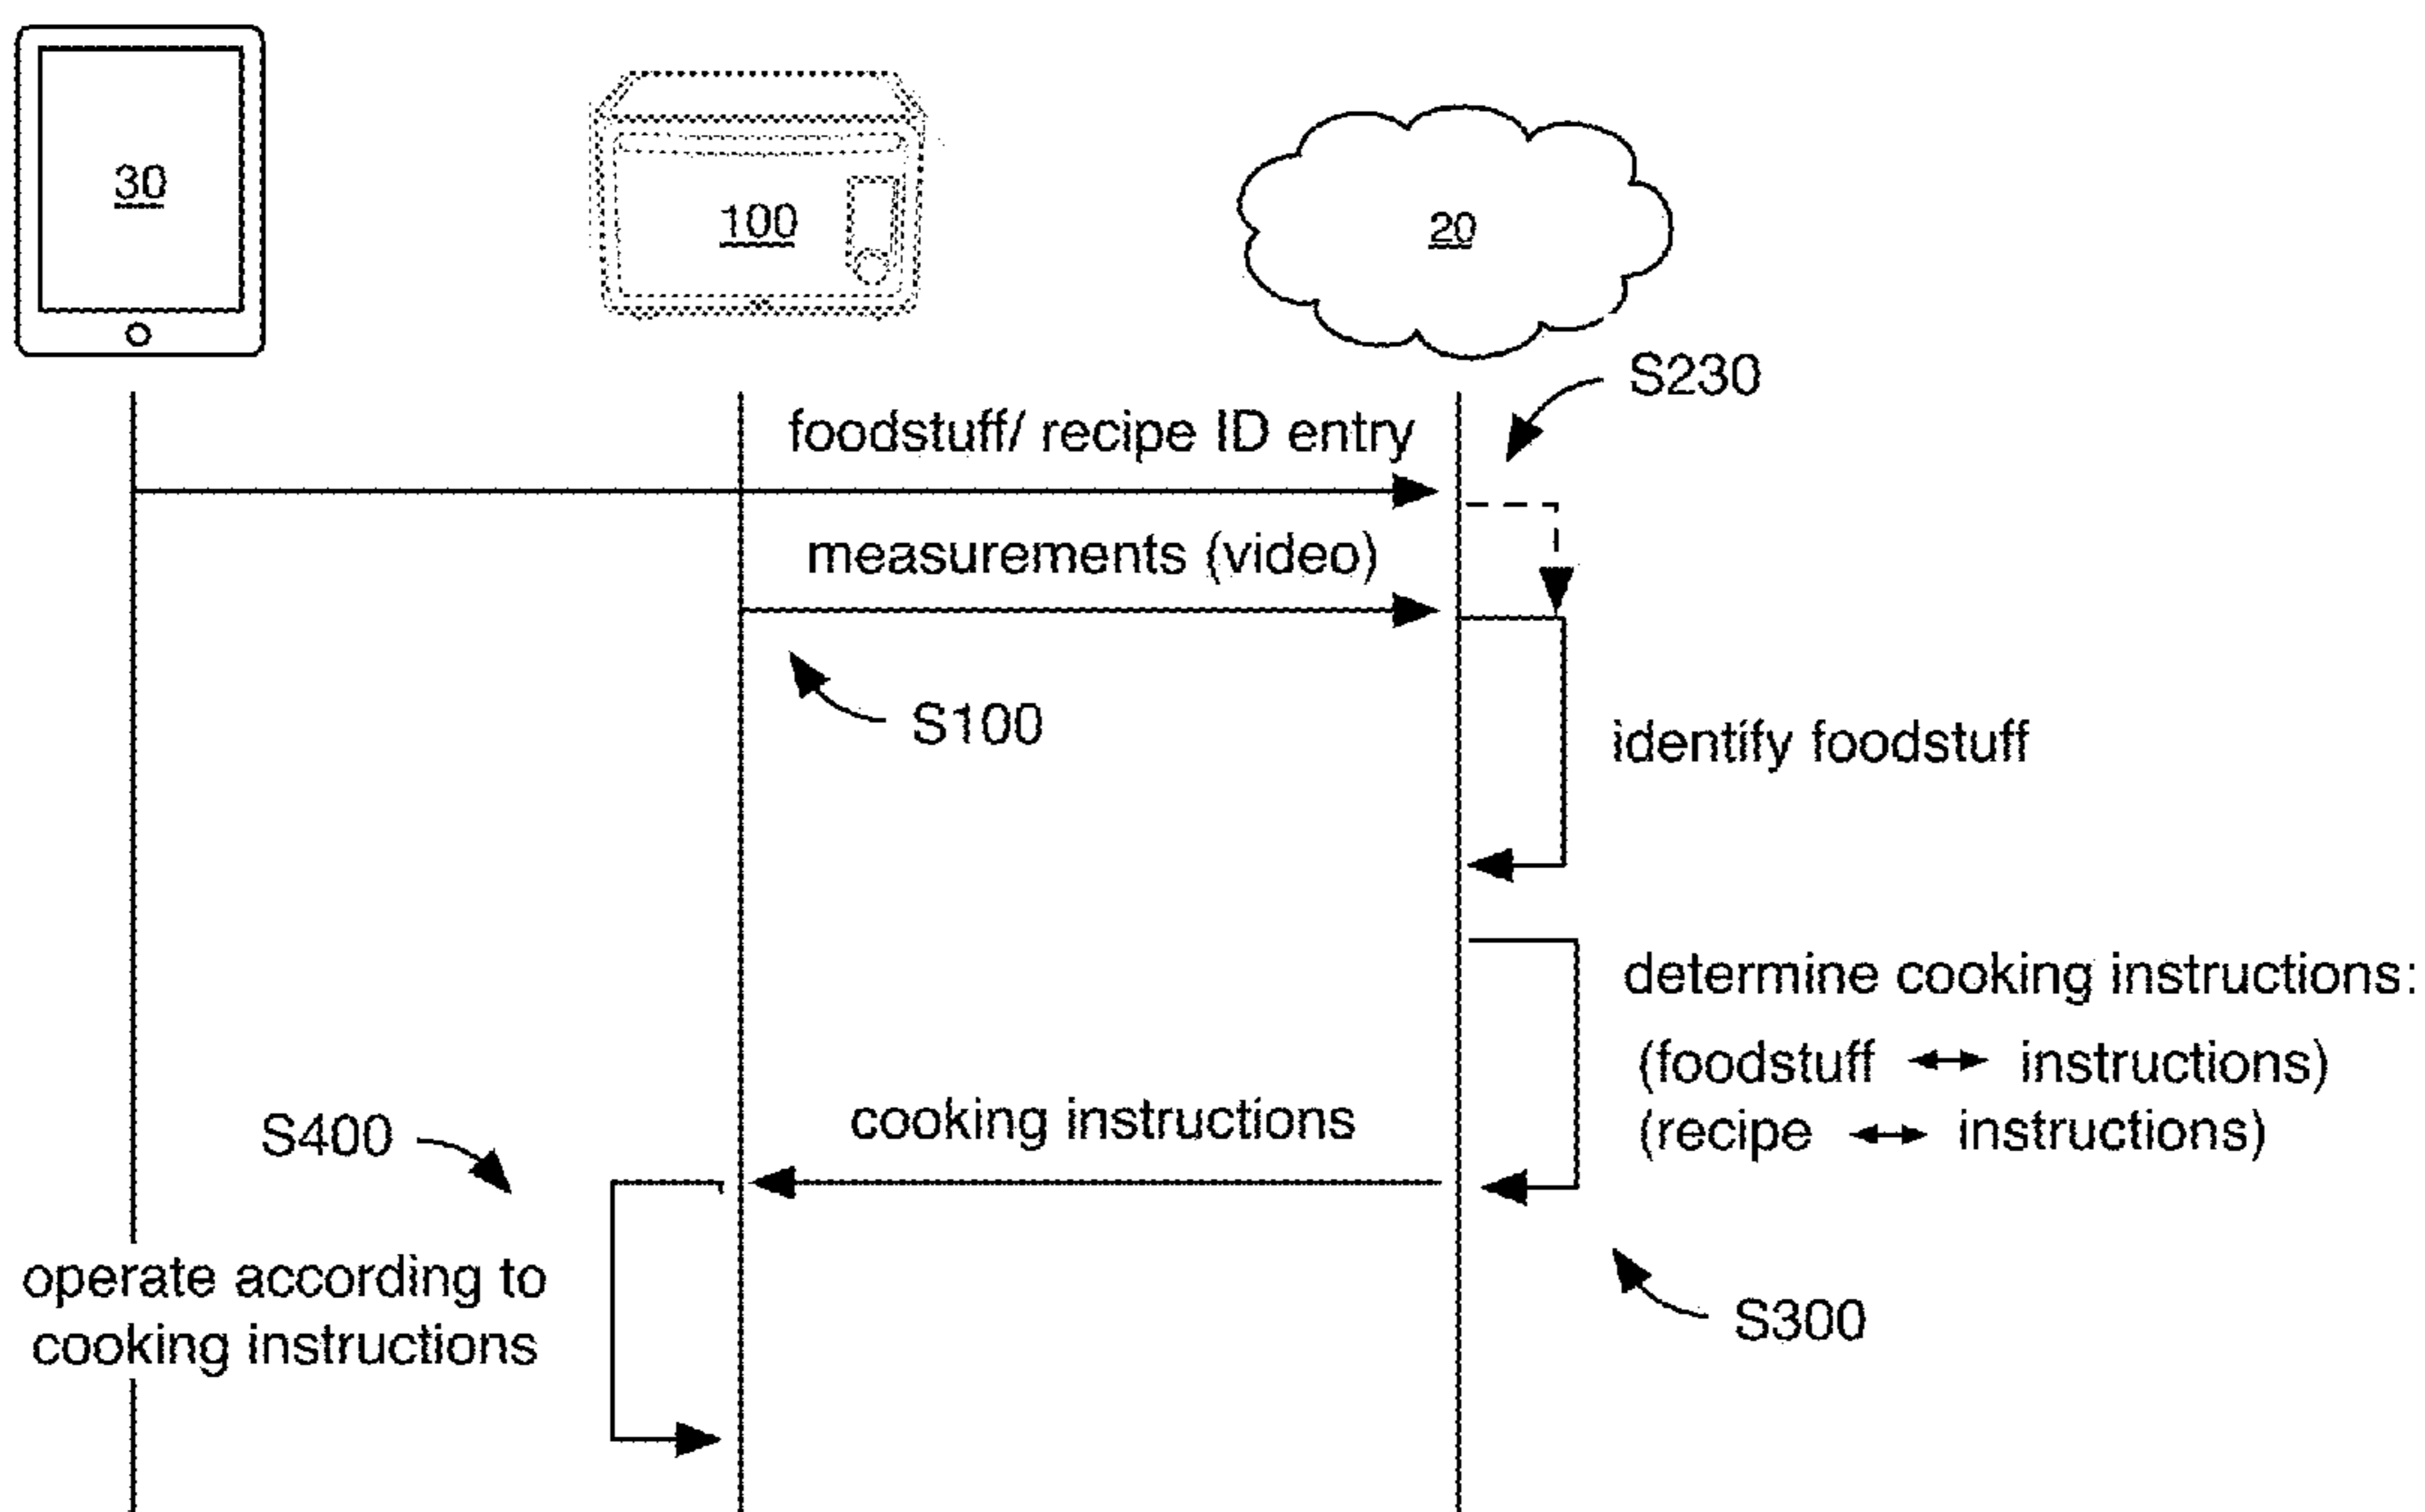 30
100
20
S230
foodstuff/ recipe ID entry
measurements (video)
S100
identify foodstuff
determine cooking instructions:
(foodstuff ↔ instructions)
(recipe ↔ instructions)
cooking instructions
S400
operate according to
cooking instructions
S300